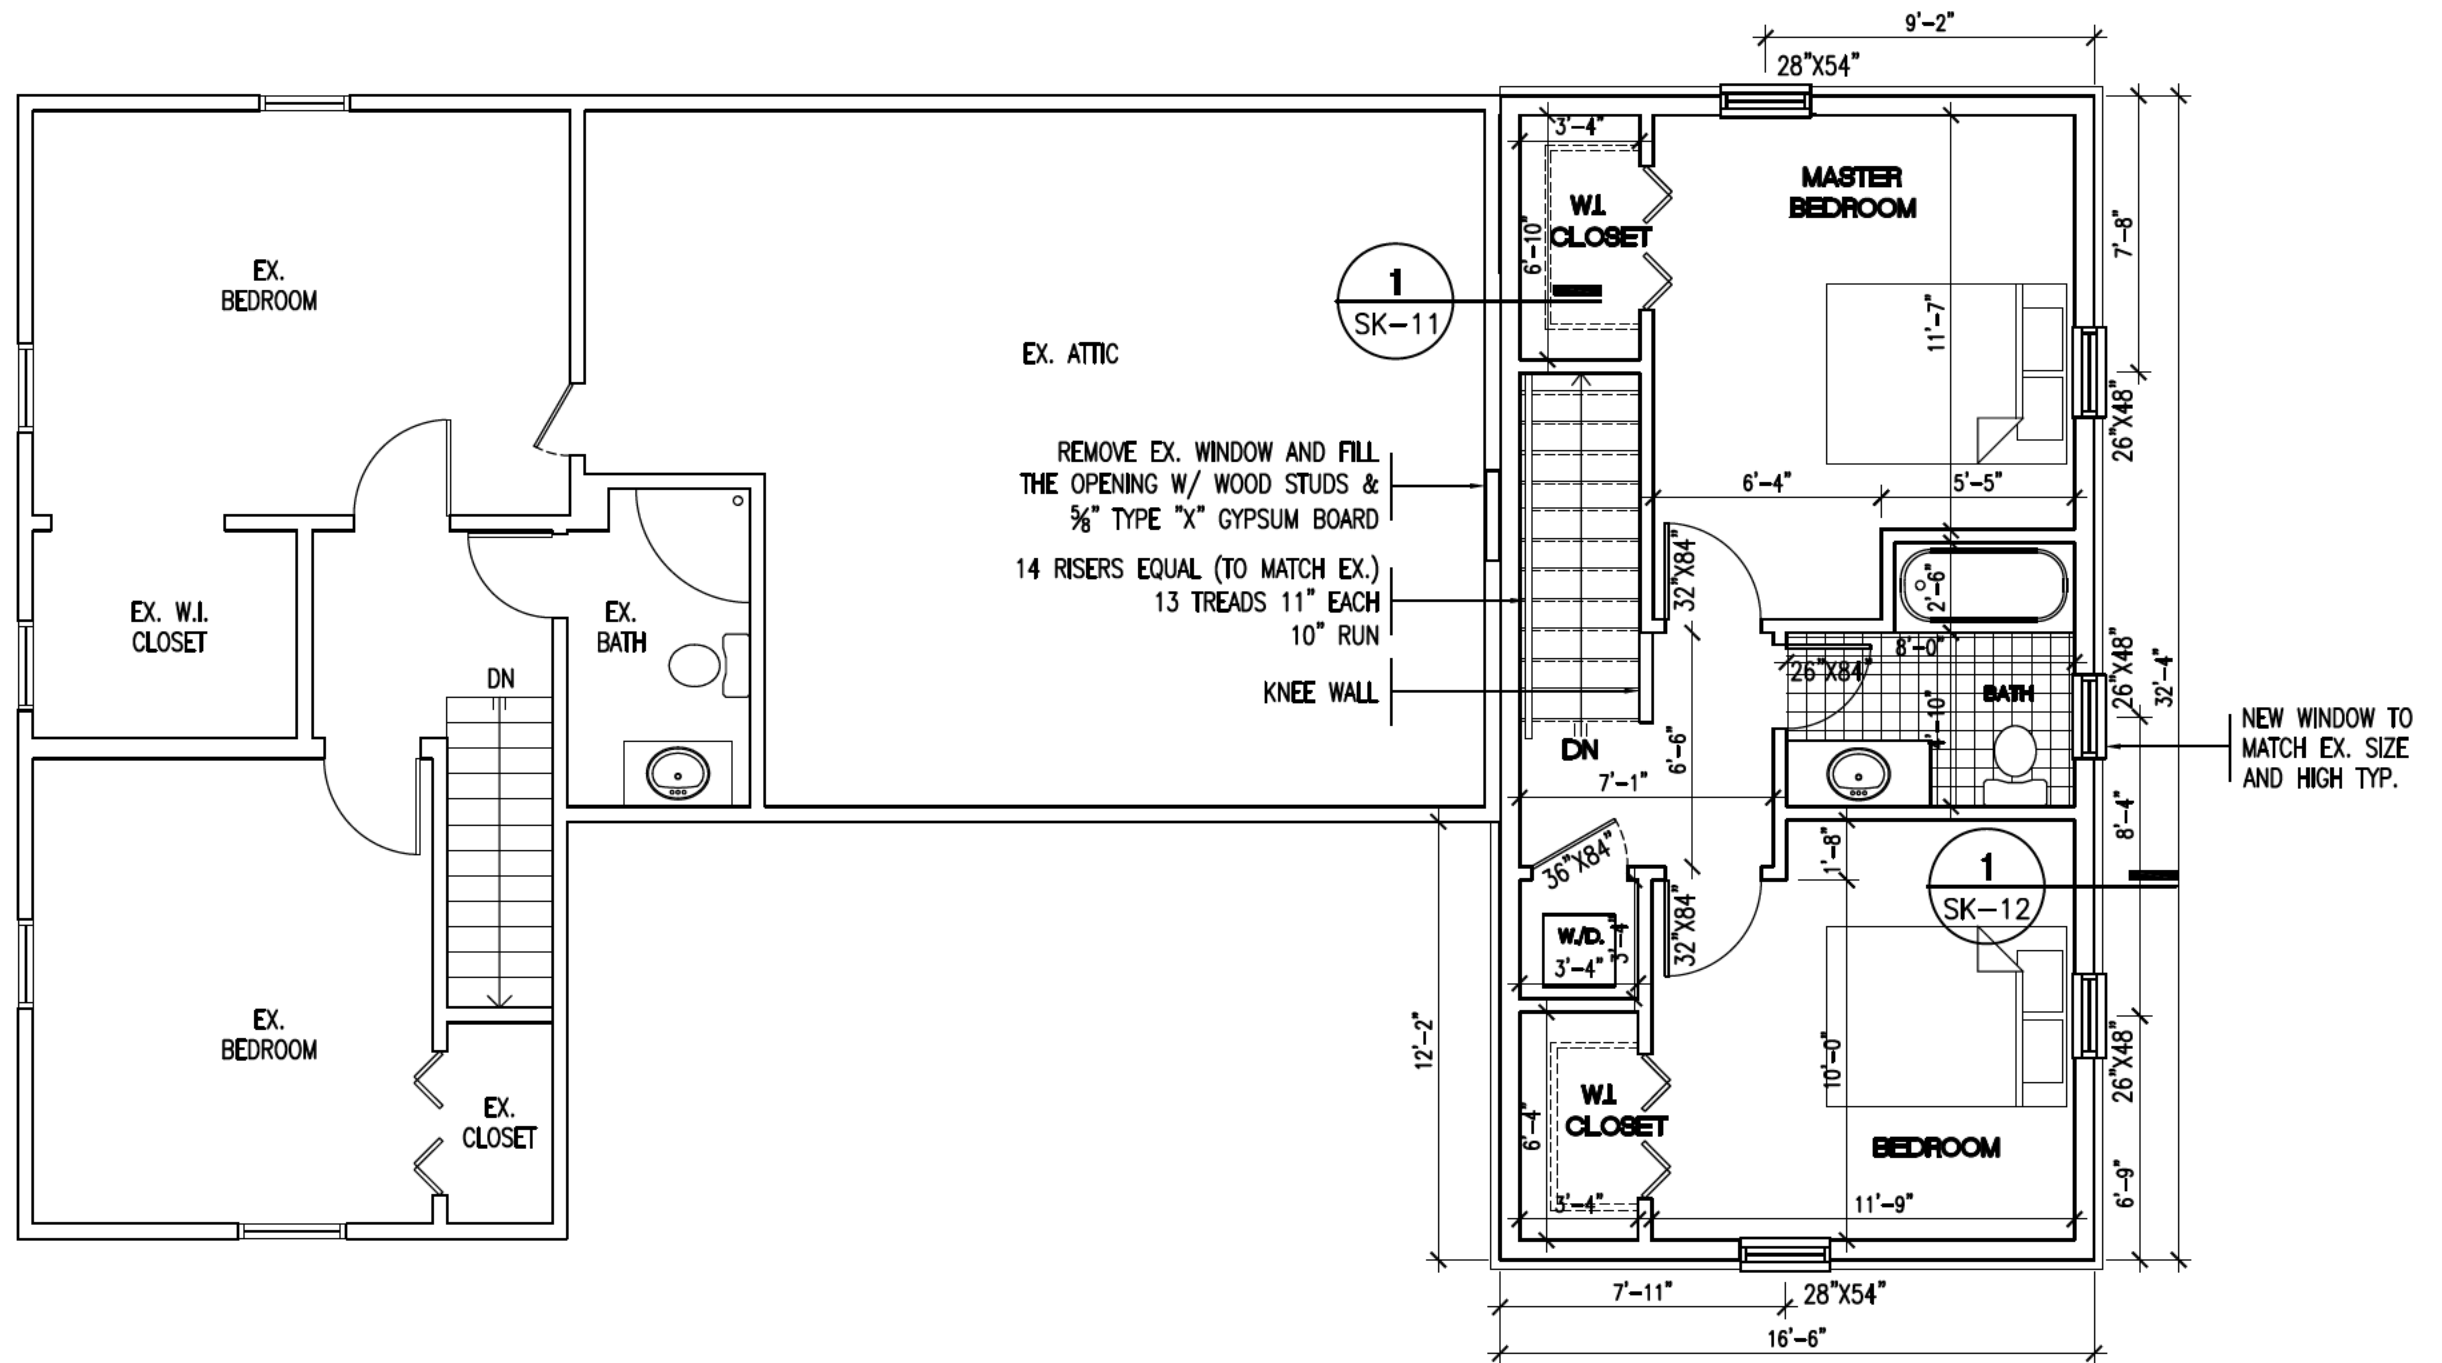 9'-2"
28"X54"
3'-4"
MASTER
BEDROOM
W.I.
CLOSET
6'-10"
7'-8"
EX.
BEDROOM
1
SK-11
11'-7"
EX. ATTIC
26"X48"
REMOVE EX. WINDOW AND FILL
THE OPENING W/ WOOD STUDS &
⅝" TYPE "X" GYPSUM BOARD
6'-4"
5'-5"
14 RISERS EQUAL (TO MATCH EX.)
13 TREADS 11" EACH
10" RUN
32"X84"
2'-6"
EX. W.I.
CLOSET
EX.
BATH
8'-0"
26"X84"
26"X48"
32'-4"
DN
KNEE WALL
BATH
4'-10"
NEW WINDOW TO
MATCH EX. SIZE
AND HIGH TYP.
DN
6'-6"
7'-1"
8'-4"
1'-8"
36"X84"
1
SK-12
32"X84"
W./D.
3'-4"
3'-4"
EX.
BEDROOM
12'-2"
10'-0"
26"X48"
EX.
CLOSET
W.I.
CLOSET
6'-4"
BEDROOM
3'-4"
11'-9"
6'-9"
7'-11"
28"X54"
16'-6"